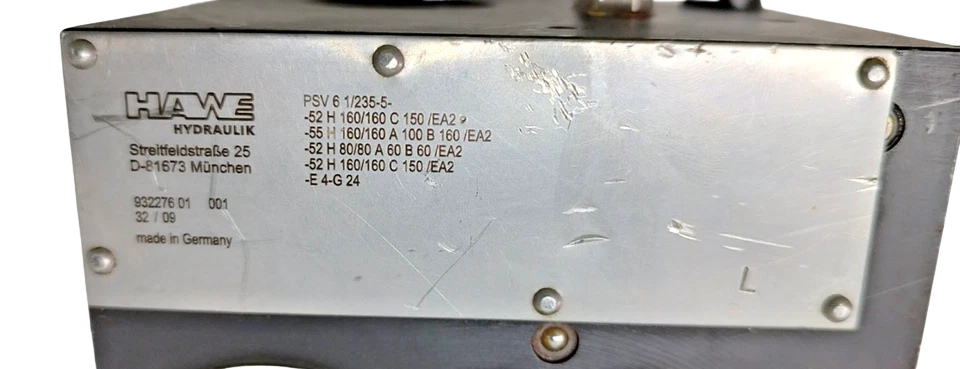 HAWE
HYDRAULIK
Streitfeldstraße 25
D-81673 München
932276 01 001
32 / 09
made in Germany
PSV 6 1/235-5-
-52 H 160/160 C 150 /EA2
-55 H 160/160 A 100 B 160 /EA2
-52 H 80/80 A 60 B 60 /EA2
-52 H 160/160 C 150 /EA2
-E 4-G 24
L